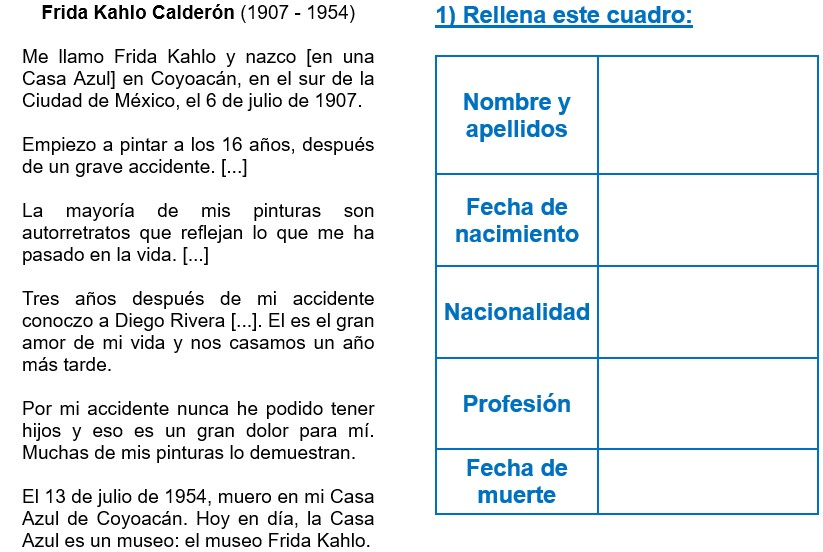 Frida Kahlo Calderón (1907 - 1954)
Me llamo Frida Kahlo y nazco [en una
Casa Azul] en Coyoacán, en el sur de la
Ciudad de México, el 6 de julio de 1907.
Empiezo a pintar a los 16 años, después
de un grave accidente. [...]
La mayoría de mis pinturas son
autorretratos que reflejan lo que me ha
pasado en la vida. [...]
Tres años después de mi accidente
conoczo a Diego Rivera [...]. El es el gran
amor de mi vida y nos casamos un año
más tarde.
Por mi accidente nunca he podido tener
hijos y eso es un gran dolor para mí.
Muchas de mis pinturas lo demuestran.
El 13 de julio de 1954, muero en mi Casa
Azul de Coyoacán. Hoy en día, la Casa
Azul es un museo: el museo Frida Kahlo.
1) Rellena este cuadro:
Nombre y
apellidos
Fecha de
nacimiento
Nacionalidad
Profesión
Fecha de
muerte